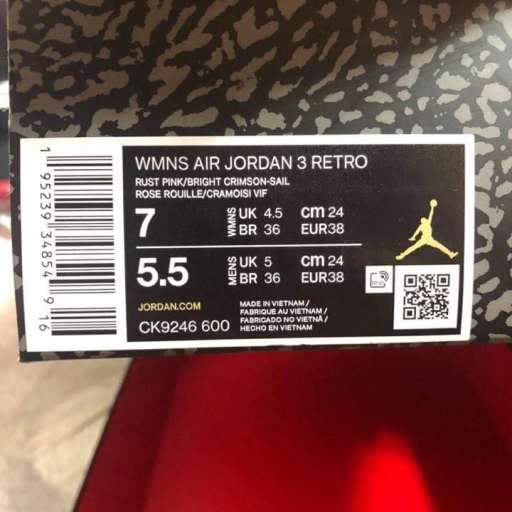 1 95239 34854 9 16
WMNS AIR JORDAN 3 RETRO
RUST PINK/BRIGHT CRIMSON-SAIL
ROSE ROUILLE/CRAMOISI VIF
7 WMNS UK 4.5 cm 24
BR 36 EUR38
5.5 MENS UK 5 cm 24
BR 36 EUR38
JORDAN.COM
CK9246 600
MADE IN VIETNAM/
FABRIQUE AU VIETNAM/
FABRICADO NO VIETNÃ/
HECHO EN VIETNAM